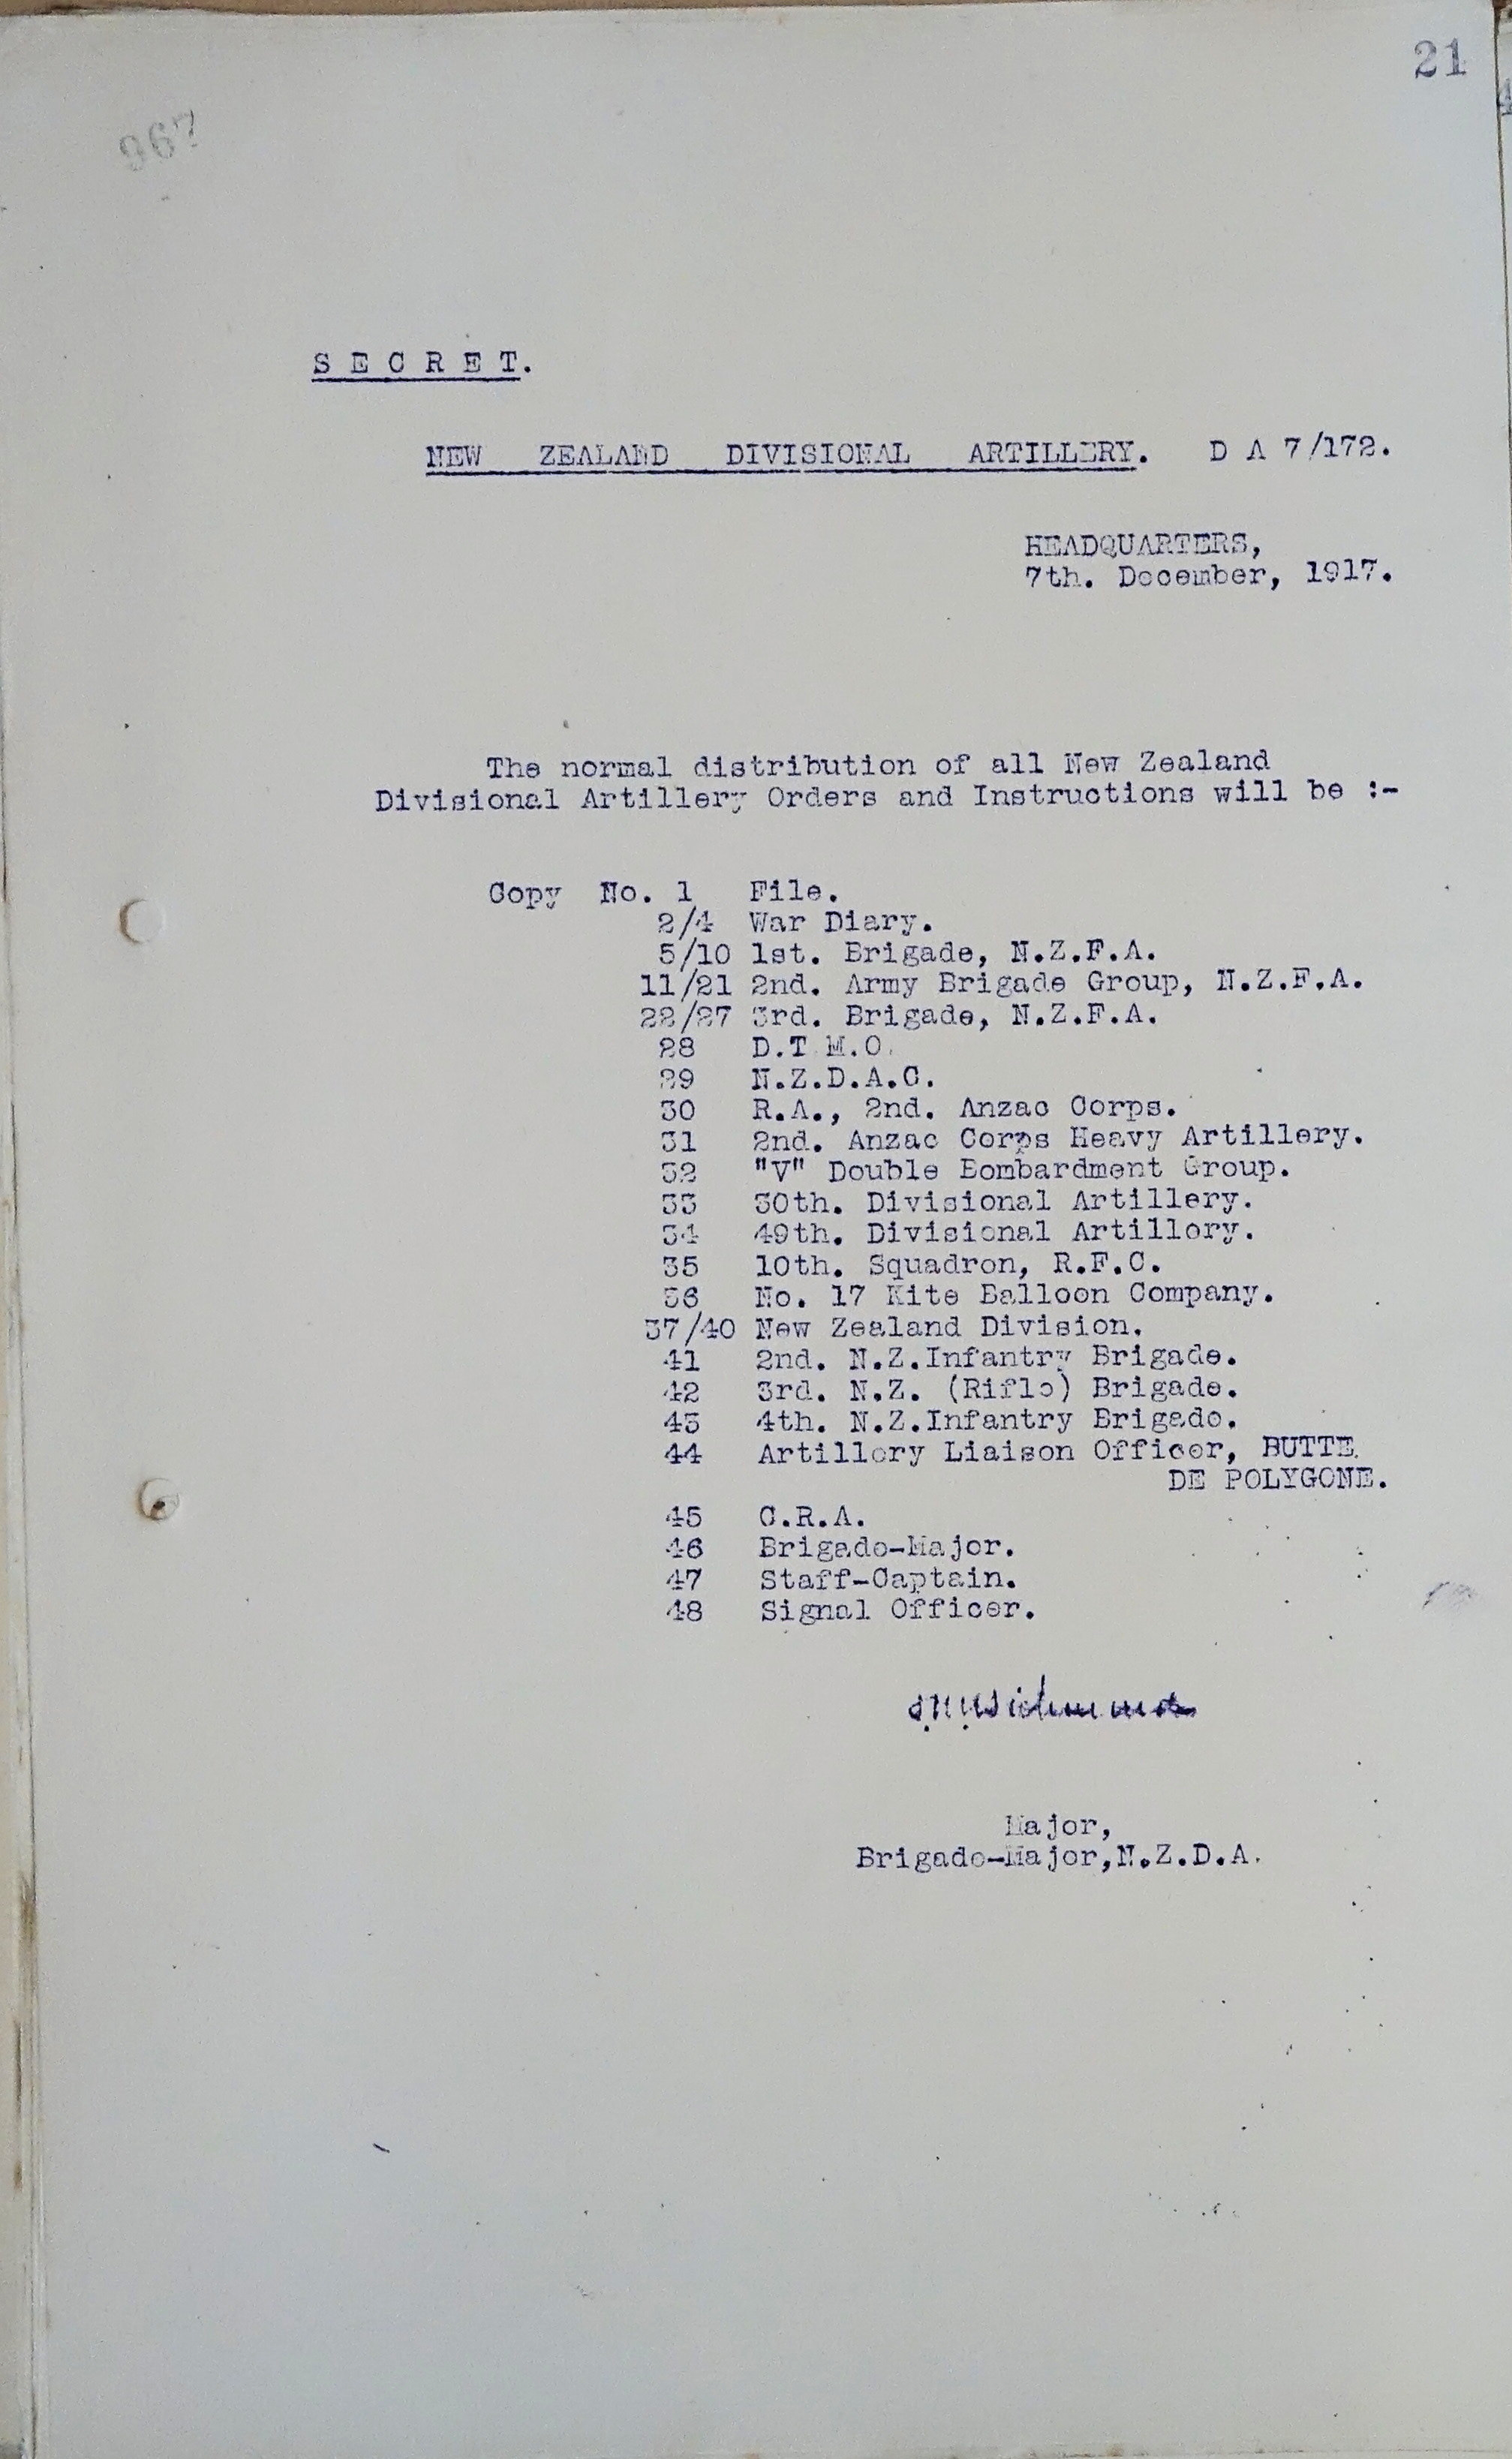 21
967
S E C R E T.
NEW ZEALAND DIVISIONAL ARTILLERY. D A 7/172.
HEADQUARTERS,
7th. December, 1917.
The normal distribution of all New Zealand
Divisional Artillery Orders and Instructions will be :-
Copy No. 1 File.
2/4 War Diary.
5/10 1st. Brigade, N.Z.F.A.
11/21 2nd. Army Brigade Group, N.Z.F.A.
22/27 3rd. Brigade, N.Z.F.A.
28 D.T.M.O.
29 N.Z.D.A.C.
30 R.A., 2nd. Anzac Corps.
31 2nd. Anzac Corps Heavy Artillery.
32 "V" Double Bombardment Group.
33 30th. Divisional Artillery.
34 49th. Divisional Artillery.
35 10th. Squadron, R.F.C.
36 No. 17 Kite Balloon Company.
37/40 New Zealand Division.
41 2nd. N.Z.Infantry Brigade.
42 3rd. N.Z. (Rifle) Brigade.
43 4th. N.Z.Infantry Brigade.
44 Artillery Liaison Officer, BUTTE
DE POLYGONE.
45 C.R.A.
46 Brigade-Major.
47 Staff-Captain.
48 Signal Officer.
Major,
Brigade-Major,N.Z.D.A.